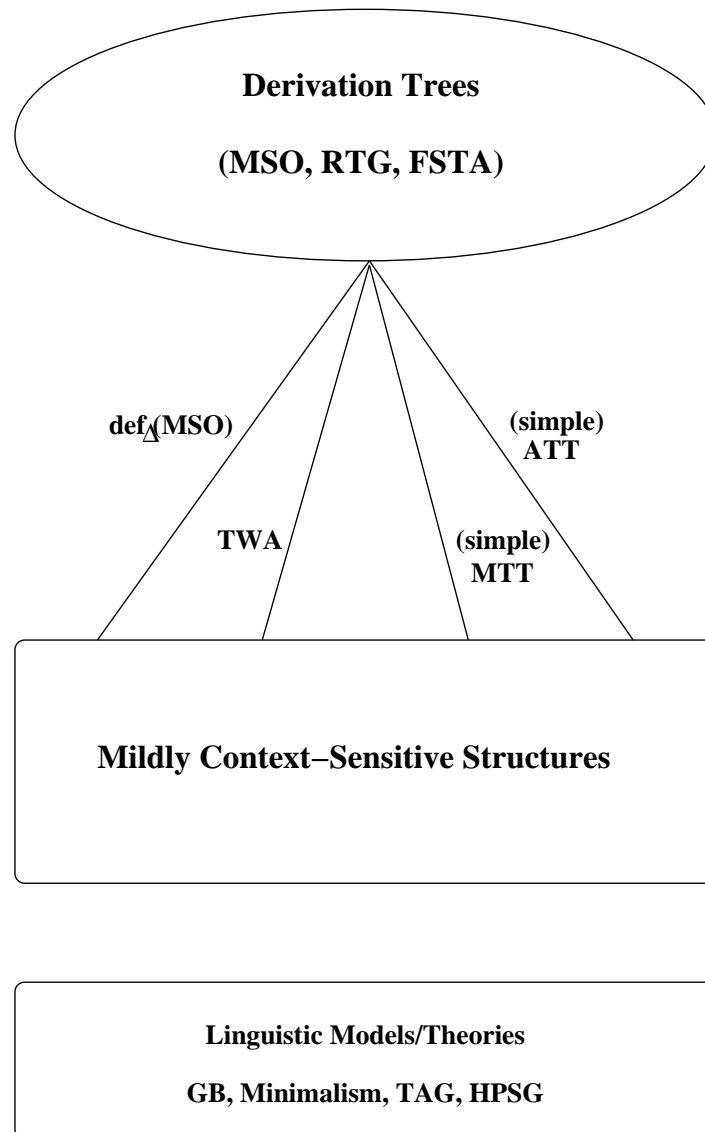 Derivation Trees
(MSO, RTG, FSTA)
def_Δ(MSO)
(simple)
ATT
TWA
(simple)
MTT
Mildly Context−Sensitive Structures
Linguistic Models/Theories
GB, Minimalism, TAG, HPSG